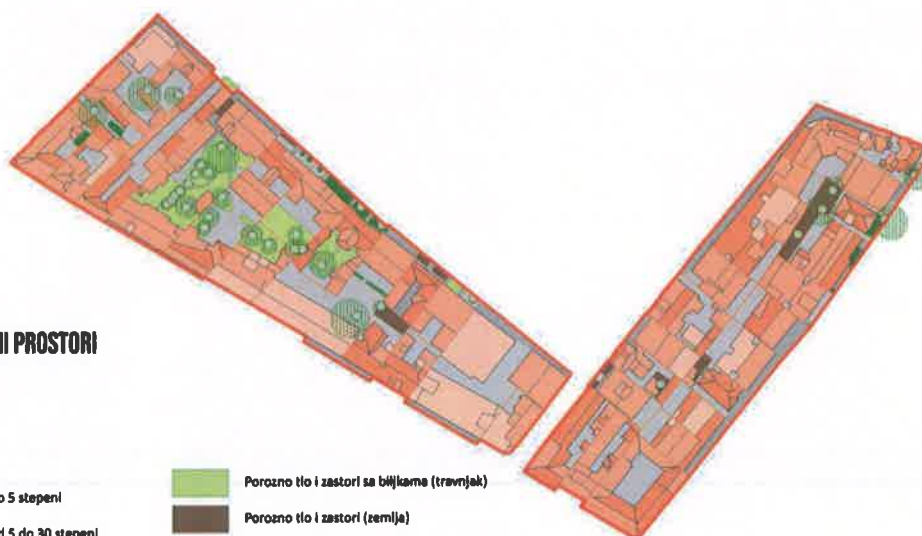 II PROSTORI
o 5 stepeni
d 5 do 30 stepeni
Porozno tlo i zastori sa biljkama (travnjak)
Porozno tlo i zastori (zemlja)